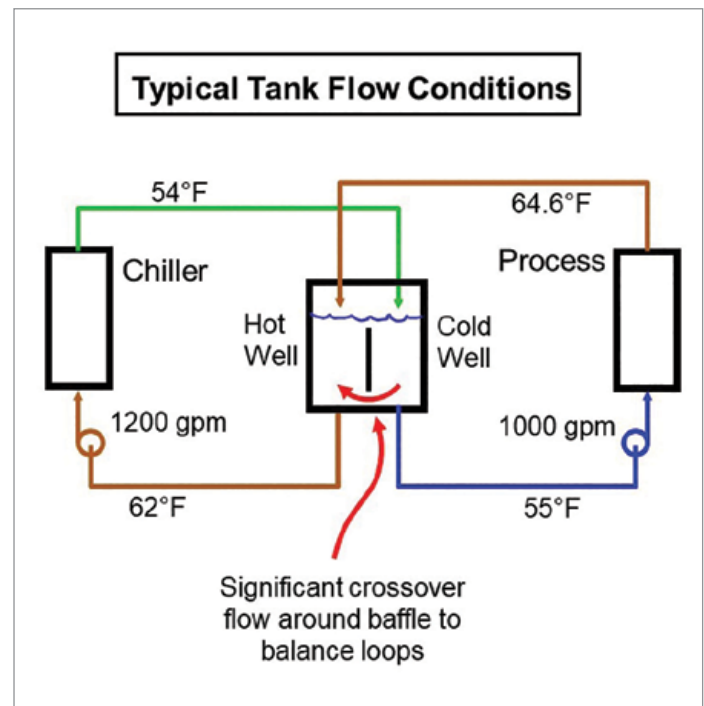 Typical Tank Flow Conditions
54°F
64.6°F
Chiller
Process
Hot
Well
Cold
Well
1200 gpm
1000 gpm
62°F
55°F
Significant crossover
flow around baffle to
balance loops